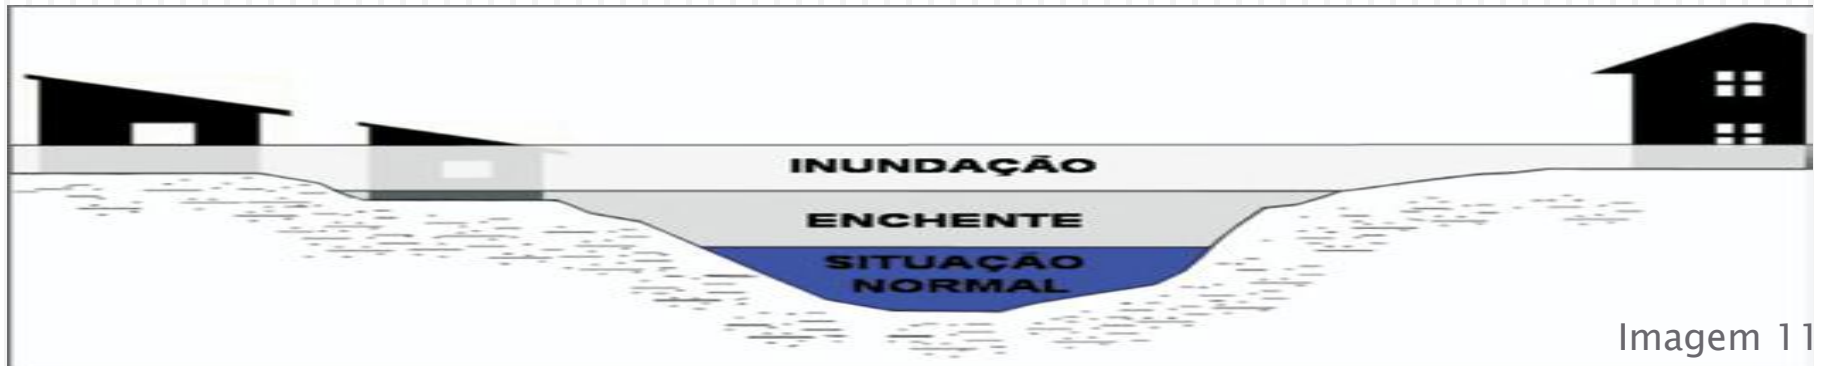 INUNDAÇÃO
ENCHENTE
SITUAÇÃO
NORMAL
Imagem 11